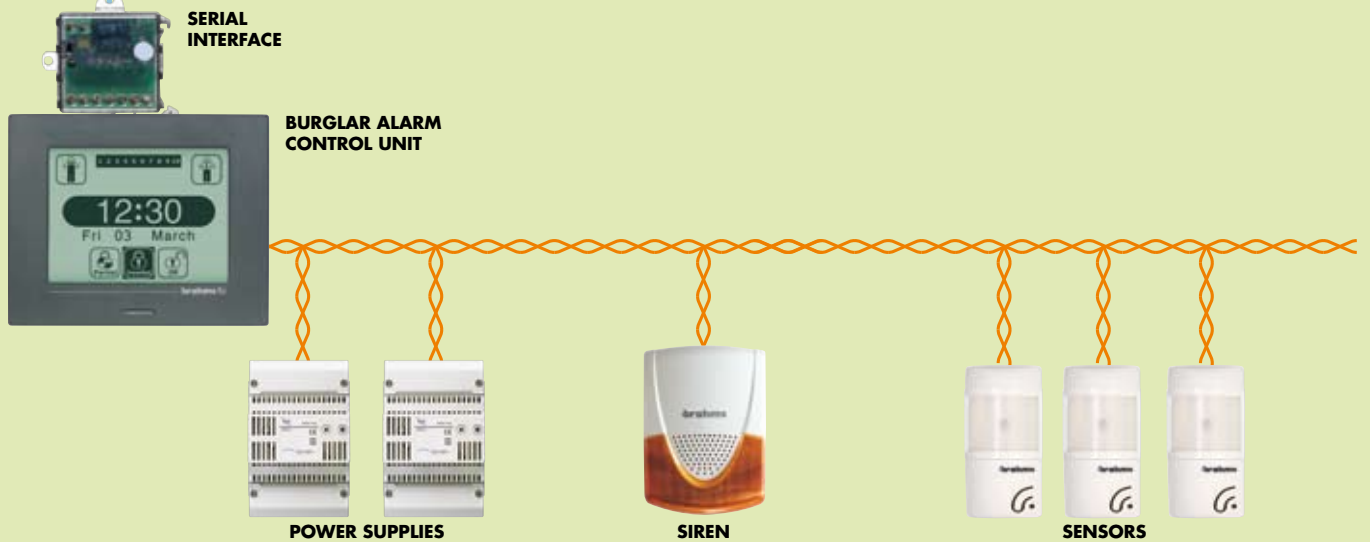 SERIAL
INTERFACE
BURGLAR ALARM
CONTROL UNIT
12:30
Fri 03 March
POWER SUPPLIES
SIREN
SENSORS